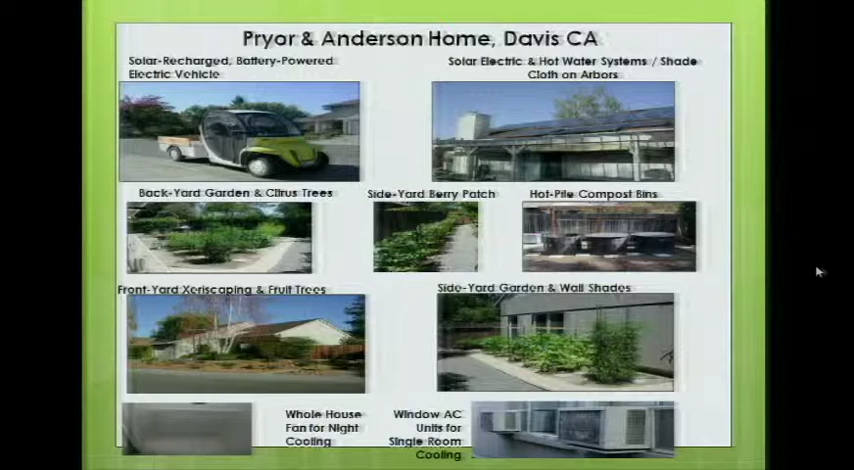 Pryor & Anderson Home, Davis CA
Solar-Recharged, Battery-Powered
Electric Vehicle
Solar Electric & Hot Water Systems / Shade
Cloth on Arbors
Back-Yard Garden & Citrus Trees
Side-Yard Berry Patch
Hot-Pile Compost Bins
Front-Yard Xeriscaping & Fruit Trees
Side-Yard Garden & Wall Shades
Whole House
Fan for Night
Cooling
Window AC
Units for
Single Room
Cooling